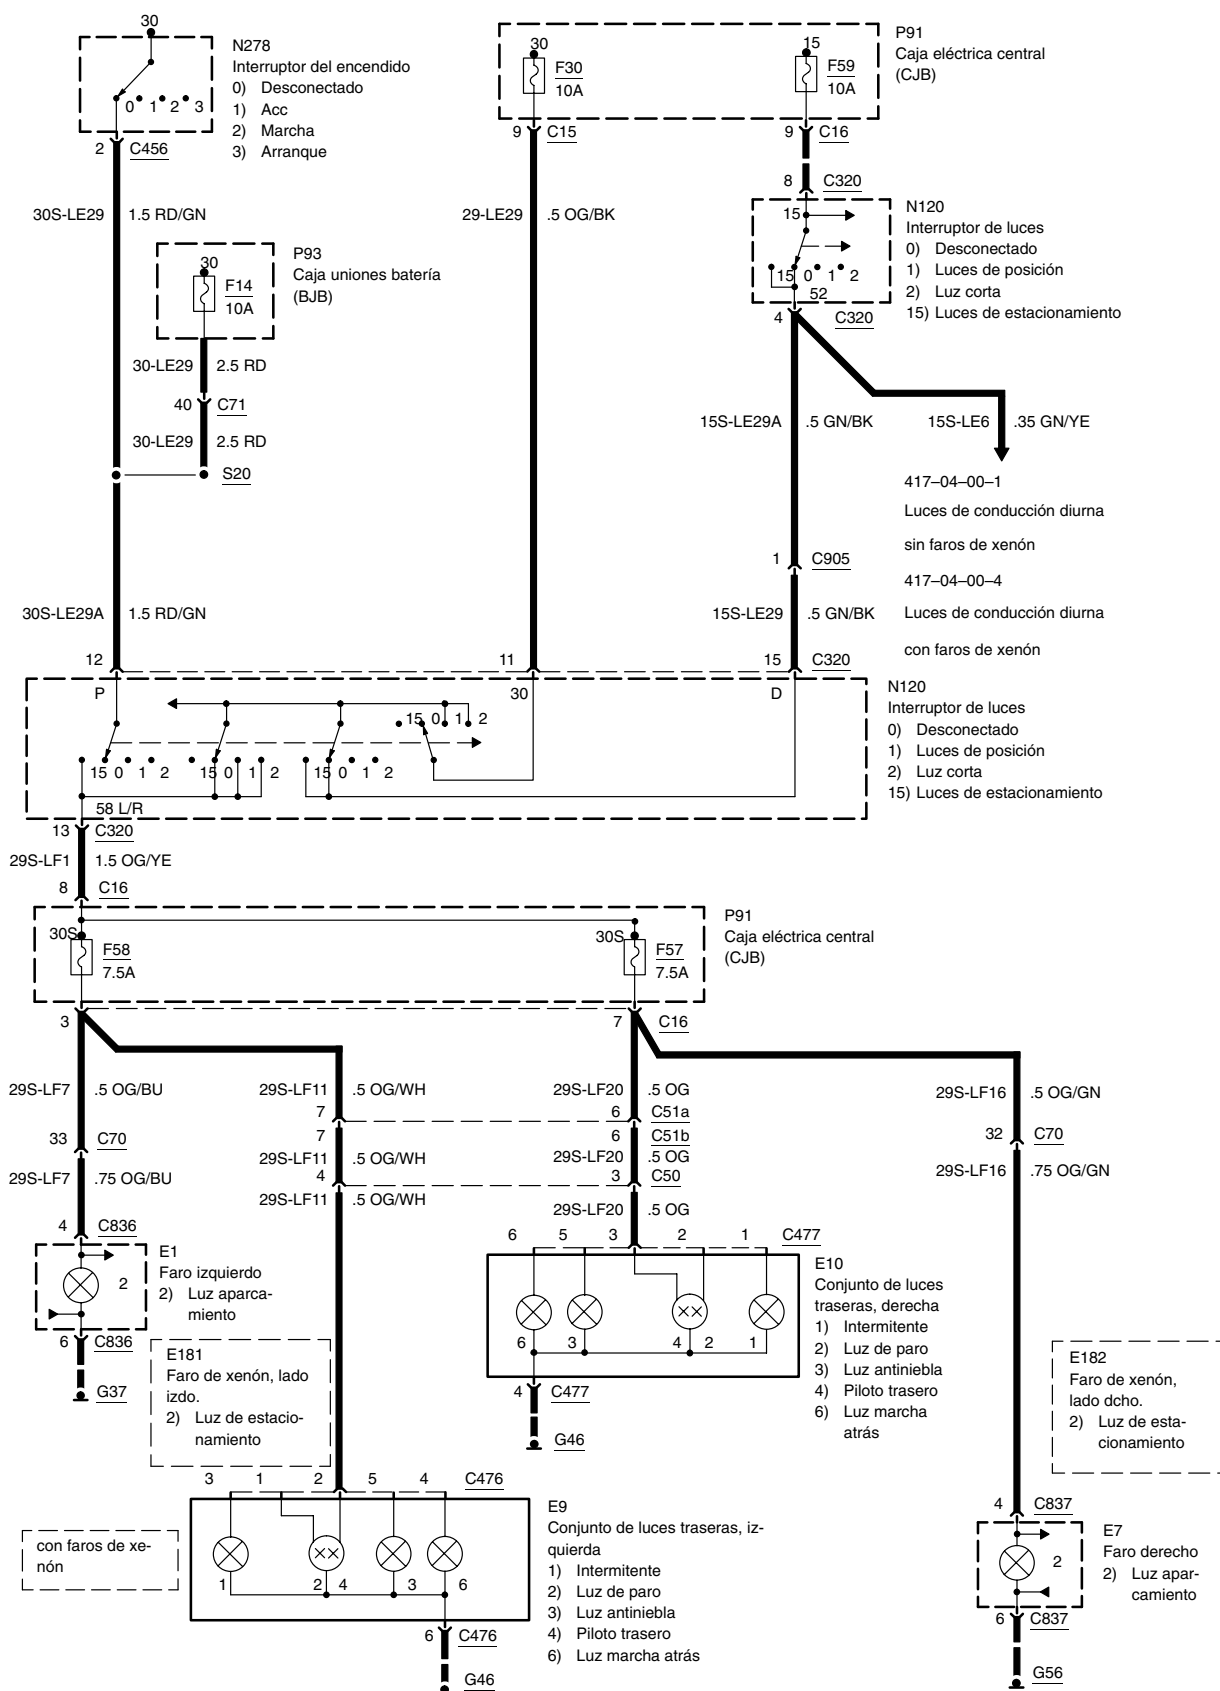 30
N278
Interruptor del encendido
0) Desconectado
1) Acc
2) Marcha
3) Arranque
0 1 2 3
2 C456
30S-LE29 1.5 RD/GN
P93
Caja uniones batería
(BJB)
30
F14
10A
30-LE29 2.5 RD
40 C71
30-LE29 2.5 RD
S20
30S-LE29A 1.5 RD/GN
P91
Caja eléctrica central
(CJB)
30
F30
10A
15
F59
10A
9 C15
9 C16
29-LE29 .5 OG/BK
8 C320
15
15 0 1 2
52
N120
Interruptor de luces
0) Desconectado
1) Luces de posición
2) Luz corta
15) Luces de estacionamiento
4 C320
15S-LE29A .5 GN/BK
15S-LE6 .35 GN/YE
417–04–00–1
Luces de conducción diurna
sin faros de xenón
417–04–00–4
Luces de conducción diurna
con faros de xenón
1 C905
15S-LE29 .5 GN/BK
12 11 15 C320
P 30 D
15 0 1 2
15 0 1 2 15 0 1 2 15 0 1 2
58 L/R
N120
Interruptor de luces
0) Desconectado
1) Luces de posición
2) Luz corta
15) Luces de estacionamiento
13 C320
29S-LF1 1.5 OG/YE
8 C16
P91
Caja eléctrica central
(CJB)
30S
F58
7.5A
30S
F57
7.5A
3 7 C16
29S-LF7 .5 OG/BU
29S-LF11 .5 OG/WH
29S-LF20 .5 OG
29S-LF16 .5 OG/GN
7 6 C51a
33 C70
7 6 C51b
32 C70
29S-LF11 .5 OG/WH
29S-LF20 .5 OG
29S-LF7 .75 OG/BU
4 3 C50
29S-LF16 .75 OG/GN
29S-LF11 .5 OG/WH
29S-LF20 .5 OG
4 C836
2
E1
Faro izquierdo
2) Luz aparca-
miento
6 C836
G37
E181
Faro de xenón, lado
izdo.
2) Luz de estacio-
namiento
6 5 3 2 1 C477
6 3 4 2 1
E10
Conjunto de luces
traseras, derecha
1) Intermitente
2) Luz de paro
3) Luz antiniebla
4) Piloto trasero
6) Luz marcha
atrás
4 C477
G46
E182
Faro de xenón,
lado dcho.
2) Luz de esta-
cionamiento
3 1 2 5 4 C476
1 2 4 3 6
con faros de xe-
nón
E9
Conjunto de luces traseras, iz-
quierda
1) Intermitente
2) Luz de paro
3) Luz antiniebla
4) Piloto trasero
6) Luz marcha atrás
6 C476
G46
4 C837
2
E7
Faro derecho
2) Luz apar-
camiento
6 C837
G56